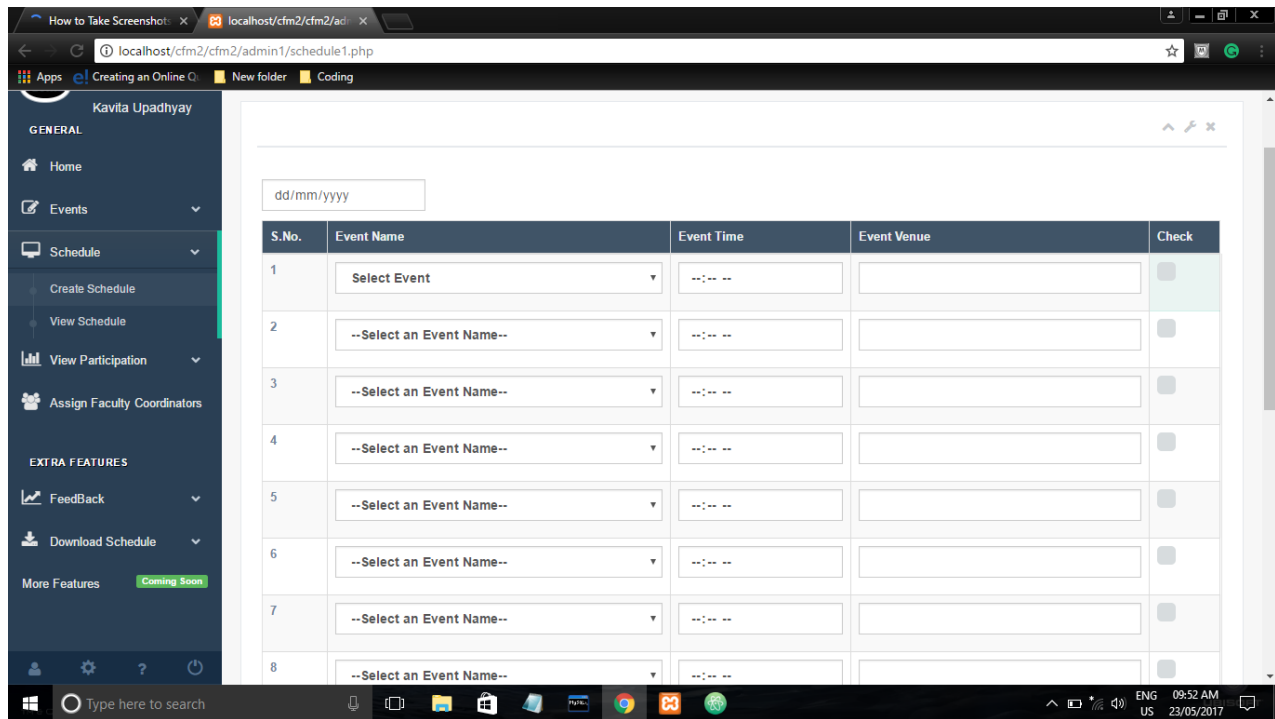 How to Take Screenshots
localhost/cfm2/cfm2/adr
localhost/cfm2/cfm2/admin1/schedule1.php
Apps
Creating an Online Qu
New folder
Coding
Kavita Upadhyay
GENERAL
Home
Events
Schedule
Create Schedule
View Schedule
View Participation
Assign Faculty Coordinators
EXTRA FEATURES
FeedBack
Download Schedule
More Features Coming Soon
dd/mm/yyyy
S.No. Event Name Event Time Event Venue Check
1 Select Event --:-- --
2 --Select an Event Name-- --:-- --
3 --Select an Event Name-- --:-- --
4 --Select an Event Name-- --:-- --
5 --Select an Event Name-- --:-- --
6 --Select an Event Name-- --:-- --
7 --Select an Event Name-- --:-- --
8 --Select an Event Name-- --:-- --
Type here to search
ENG 09:52 AM
US 23/05/2017